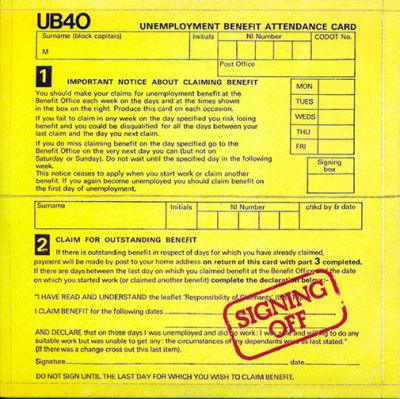 UB40 UNEMPLOYMENT BENEFIT ATTENDANCE CARD
Surname (block capitals) Initials NI Number CODOT No.
M
Post Office
1 IMPORTANT NOTICE ABOUT CLAIMING BENEFIT
You should make your claims for unemployment benefit at the
Benefit Office each week on the days and at the times shown
in the box on the right. Produce this card on each occasion.
If you fail to claim in any week on the day specified you risk losing
benefit and you could be disqualified for all the days between your
last claim and the day you next claim.
If you do miss claiming benefit on the day specified go to the
Benefit Office on the very next day you can (but not on
Saturday or Sunday). Do not wait until the specified day in the following
week.
This notice ceases to apply when you start work or claim another
benefit. If you again become unemployed you should claim benefit on
the first day of unemployment.
MON
TUES
WEDS
THU
FRI
Signing
box
Surname Initials NI Number chkd by & date
2 CLAIM FOR OUTSTANDING BENEFIT
If there is outstanding benefit in respect of days for which you have already claimed,
payment will be made by post to your home address on return of this card with part 3 completed.
If there are days between the last day on which you claimed benefit at the Benefit Office and the date
on which you started work (or claimed another benefit) complete the declaration below:-
"I HAVE READ AND UNDERSTAND the leaflet 'Responsibility of
I CLAIM BENEFIT for the following dates
AND DECLARE that on those days I was unemployed and did no work: I was able and willing to do any
suitable work but was unable to get any: the circumstances of my dependants were as last stated."
(If there was a change cross out this last item).
Signature date
DO NOT SIGN UNTIL THE LAST DAY FOR WHICH YOU WISH TO CLAIM BENEFIT.
SIGNING
OFF